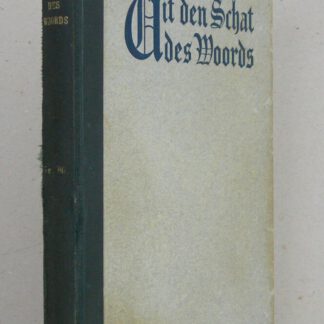 DES
WOORDS
Uit den Schat
des Woords